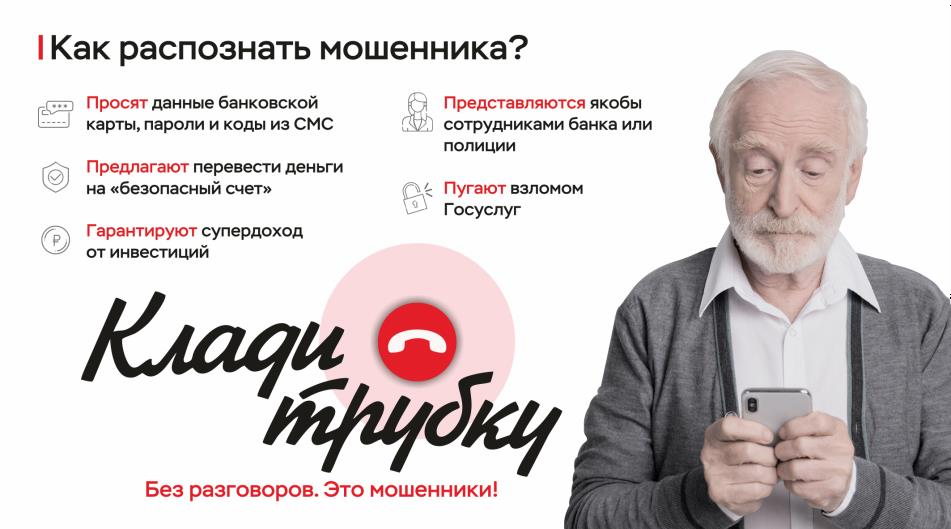 Как распознать мошенника?
Просят данные банковской
карты, пароли и коды из СМС
Предлагают перевести деньги
на «безопасный счет»
Гарантируют супердоход
от инвестиций
Представляются якобы
сотрудниками банка или
полиции
Пугают взломом
Госуслуг
Клади
трубку
Без разговоров. Это мошенники!